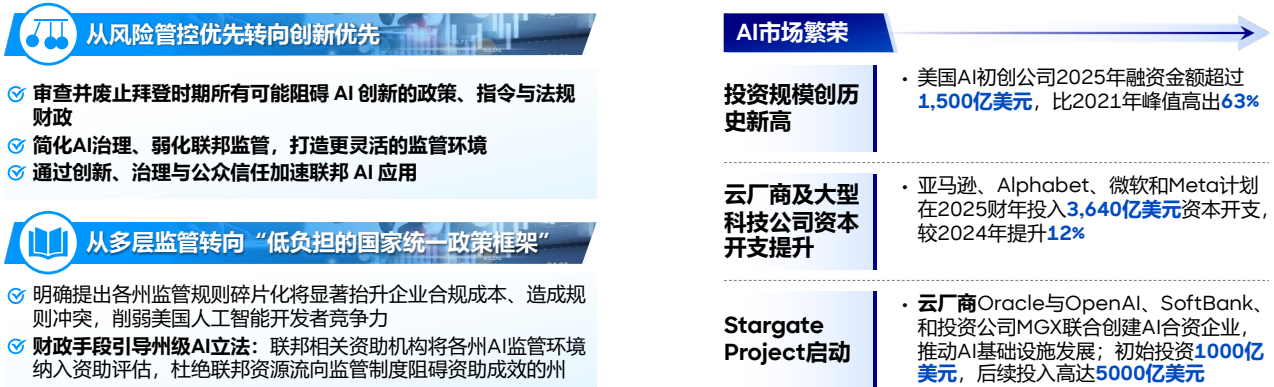 从风险管控优先转向创新优先
审查并废止拜登时期所有可能阻碍 AI 创新的政策、指令与法规
财政
简化AI治理、弱化联邦监管，打造更灵活的监管环境
通过创新、治理与公众信任加速联邦 AI 应用
从多层监管转向“低负担的国家统一政策框架”
明确提出各州监管规则碎片化将显著抬升企业合规成本、造成规
则冲突，削弱美国人工智能开发者竞争力
财政手段引导州级AI立法：联邦相关资助机构将各州AI监管环境
纳入资助评估，杜绝联邦资源流向监管制度阻碍资助成效的州
AI市场繁荣
投资规模创历
史新高
• 美国AI初创公司2025年融资金额超过
1,500亿美元，比2021年峰值高出63%
云厂商及大型
科技公司资本
开支提升
• 亚马逊、Alphabet、微软和Meta计划
在2025财年投入3,640亿美元资本开支，
较2024年提升12%
Stargate
Project启动
• 云厂商Oracle与OpenAI、SoftBank、
和投资公司MGX联合创建AI合资企业，
推动AI基础设施发展；初始投资1000亿
美元，后续投入高达5000亿美元